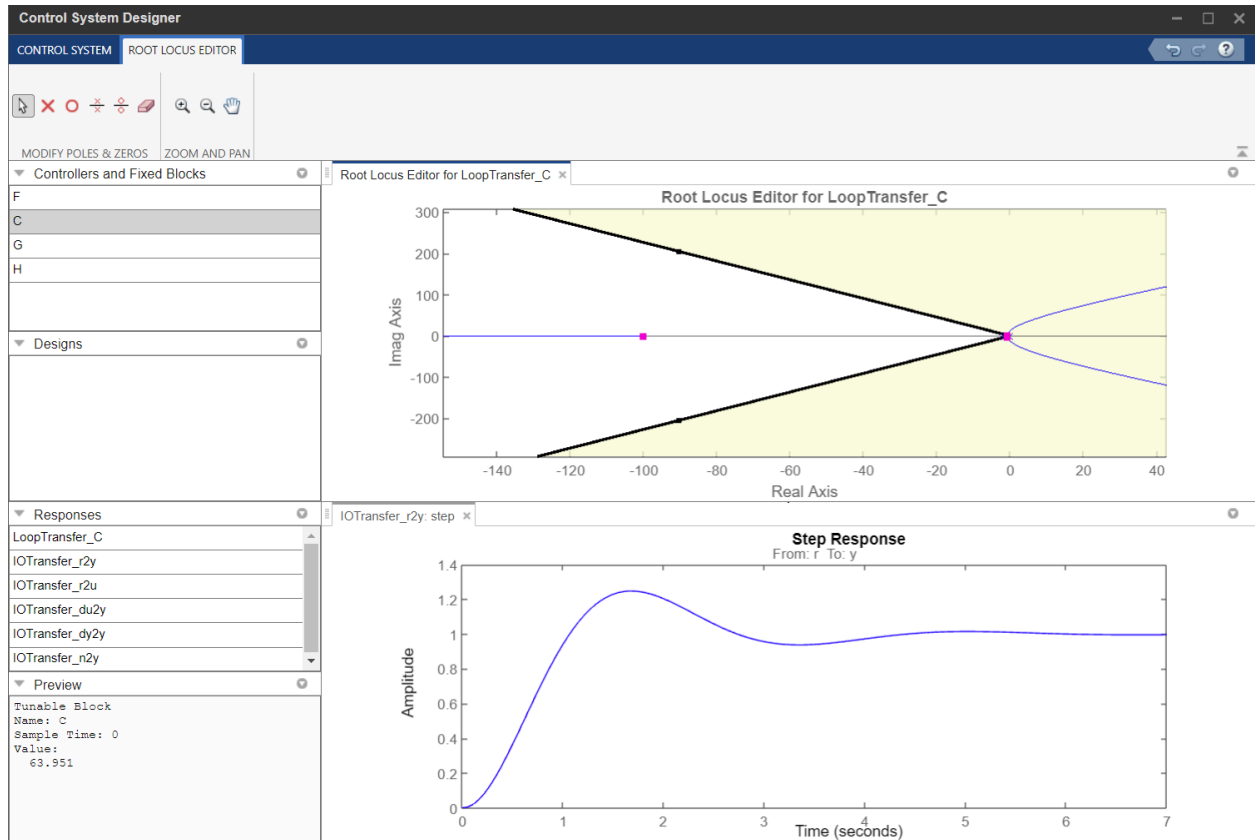 Control System Designer
CONTROL SYSTEM
ROOT LOCUS EDITOR
?
MODIFY POLES & ZEROS
ZOOM AND PAN
Controllers and Fixed Blocks
F
C
G
H
Designs
Responses
LoopTransfer_C
IOTransfer_r2y
IOTransfer_r2u
IOTransfer_du2y
IOTransfer_dy2y
IOTransfer_n2y
Preview
Tunable Block
Name: C
Sample Time: 0
Value:
63.951
Root Locus Editor for LoopTransfer_C
Root Locus Editor for LoopTransfer_C
300
200
100
0
-100
-200
Imag Axis
-140 -120 -100 -80 -60 -40 -20 0 20 40
Real Axis
IOTransfer_r2y: step
Step Response
From: r To: y
1.4
1.2
1
0.8
0.6
0.4
0.2
0
Amplitude
0 1 2 3 4 5 6 7
Time (seconds)